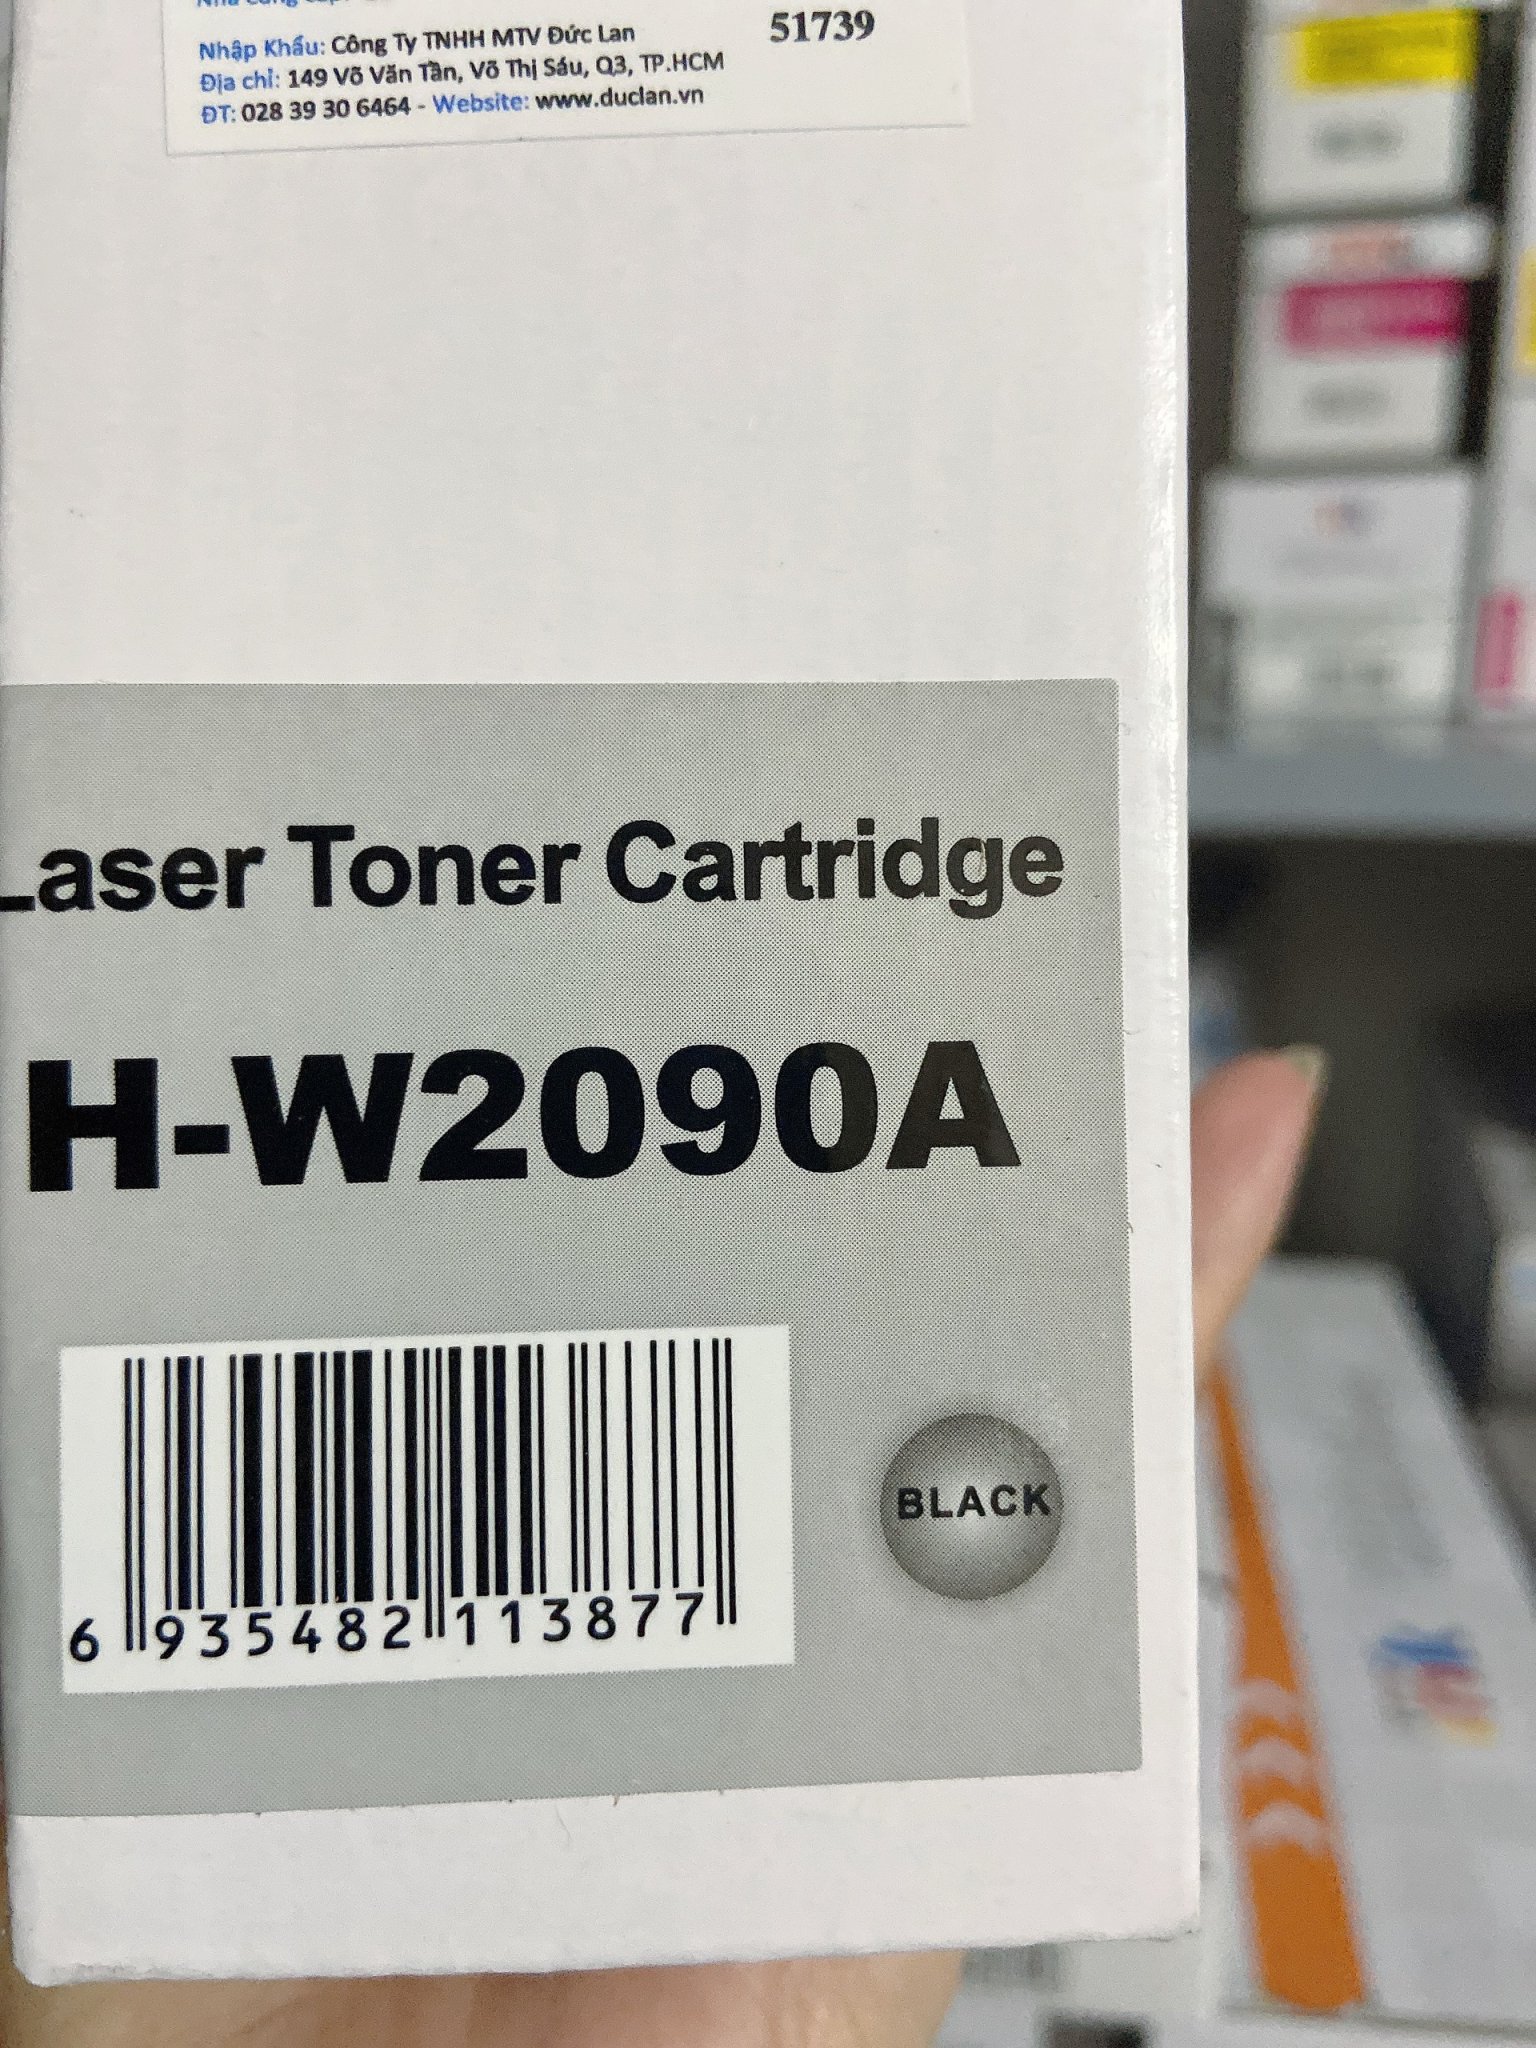 Nhập Khẩu: Công Ty TNHH MTV Đức Lan
51739
Địa chỉ: 149 Võ Văn Tần, Võ Thị Sáu, Q3, TP.HCM
ĐT: 028 39 30 6464 - Website: www.duclan.vn
Laser Toner Cartridge
H-W2090A
BLACK
6 935482 113877